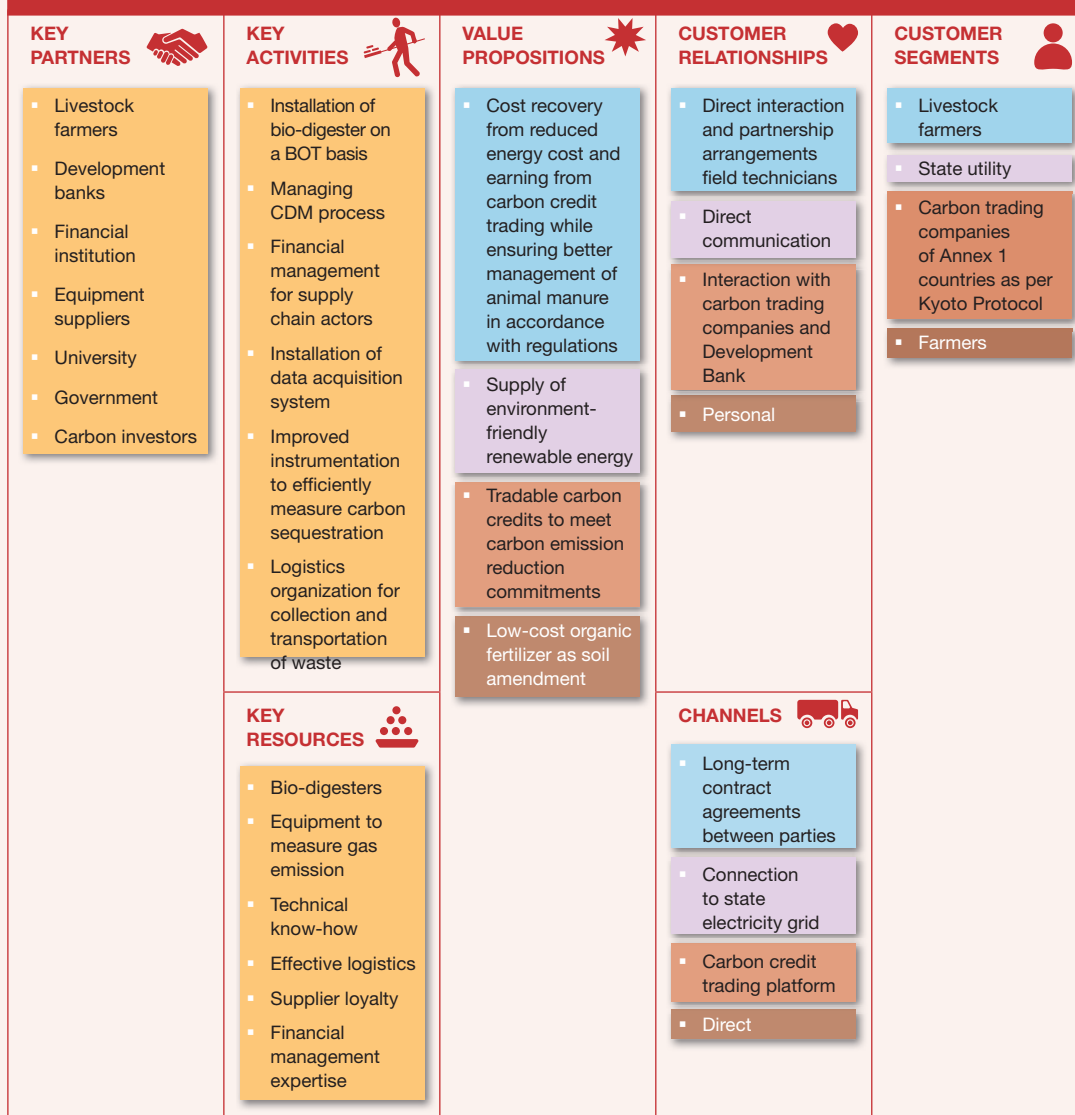 KEY
PARTNERS
▪ Livestock
farmers
▪ Development
banks
▪ Financial
institution
▪ Equipment
suppliers
▪ University
▪ Government
▪ Carbon investors
KEY
ACTIVITIES
▪ Installation of
bio-digester on
a BOT basis
▪ Managing
CDM process
▪ Financial
management
for supply
chain actors
▪ Installation of
data acquisition
system
▪ Improved
instrumentation
to efficiently
measure carbon
sequestration
▪ Logistics
organization for
collection and
transportation
of waste
KEY
RESOURCES
▪ Bio-digesters
▪ Equipment to
measure gas
emission
▪ Technical
know-how
▪ Effective logistics
▪ Supplier loyalty
▪ Financial
management
expertise
VALUE
PROPOSITIONS
▪ Cost recovery
from reduced
energy cost and
earning from
carbon credit
trading while
ensuring better
management of
animal manure
in accordance
with regulations
▪ Supply of
environment-
friendly
renewable energy
▪ Tradable carbon
credits to meet
carbon emission
reduction
commitments
▪ Low-cost organic
fertilizer as soil
amendment
CUSTOMER
RELATIONSHIPS
▪ Direct interaction
and partnership
arrangements
field technicians
▪ Direct
communication
▪ Interaction with
carbon trading
companies and
Development
Bank
▪ Personal
CHANNELS
▪ Long-term
contract
agreements
between parties
▪ Connection
to state
electricity grid
▪ Carbon credit
trading platform
▪ Direct
CUSTOMER
SEGMENTS
▪ Livestock
farmers
▪ State utility
▪ Carbon trading
companies
of Annex 1
countries as per
Kyoto Protocol
▪ Farmers